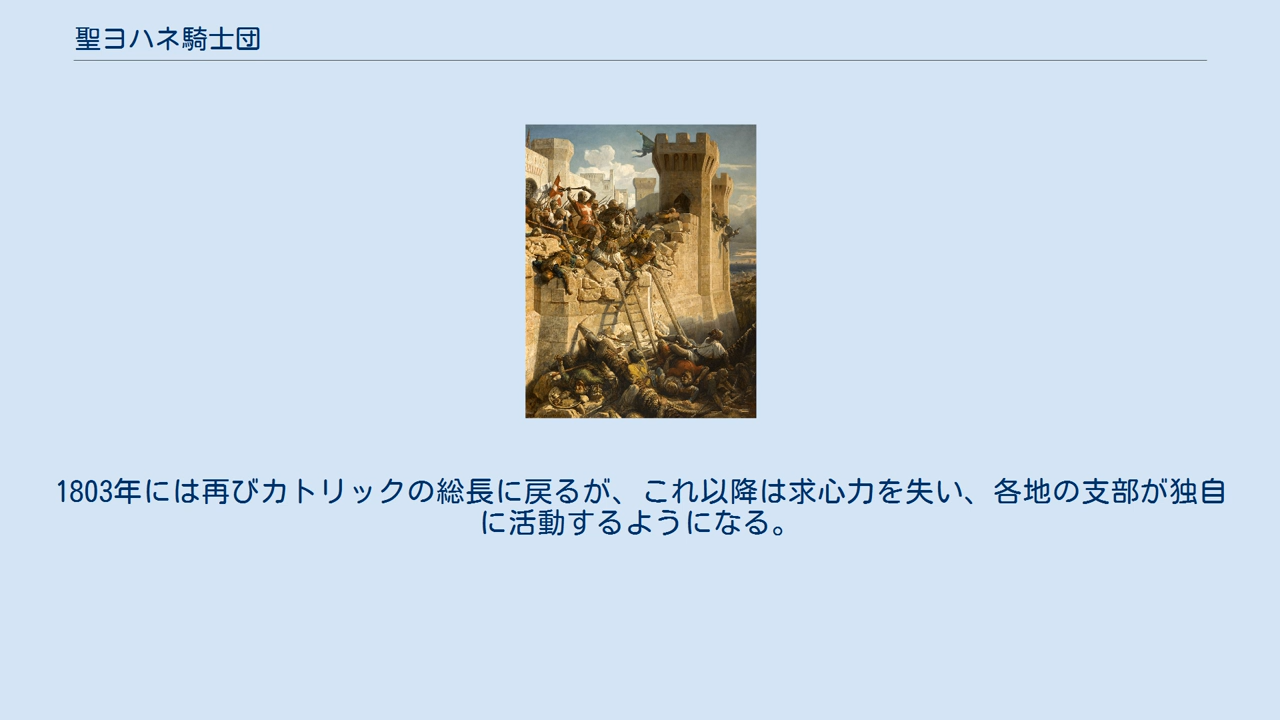 聖ヨハネ騎士団
1803年には再びカトリックの総長に戻るが、これ以降は求心力を失い、各地の支部が独自
に活動するようになる。